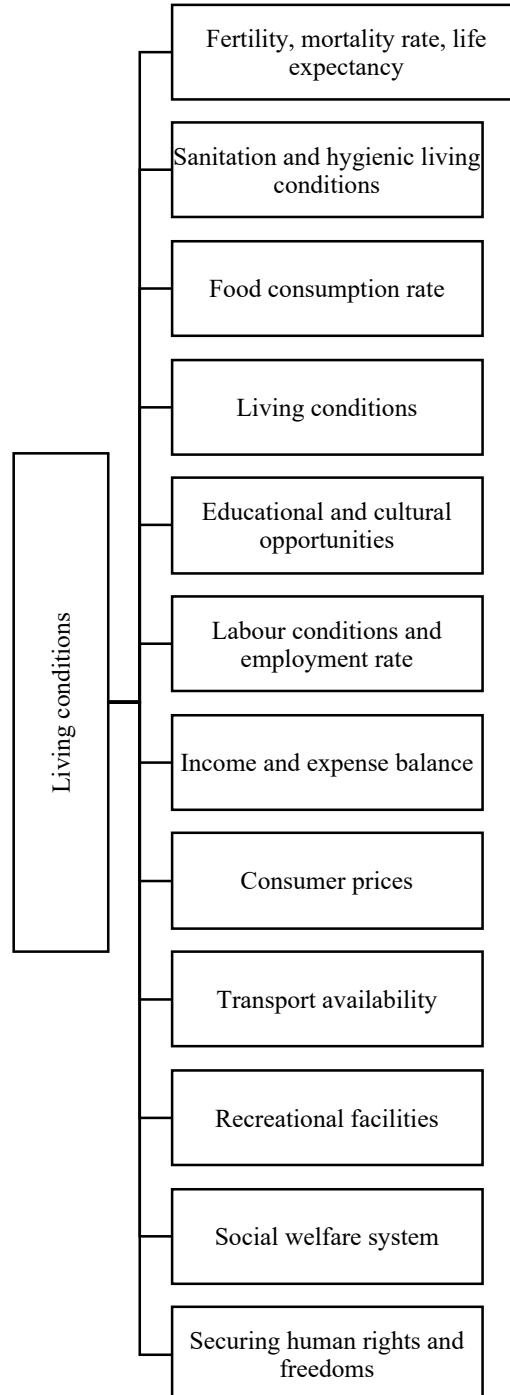 Fertility, mortality rate, life
expectancy
Sanitation and hygienic living
conditions
Food consumption rate
Living conditions
Educational and cultural
opportunities
Living conditions
Labour conditions and
employment rate
Income and expense balance
Consumer prices
Transport availability
Recreational facilities
Social welfare system
Securing human rights and
freedoms